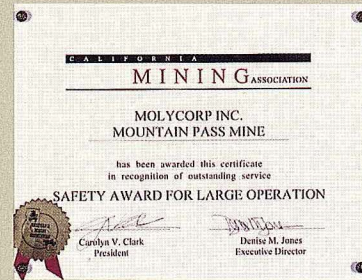 CALIFORNIA
MINING ASSOCIATION
MOLYCORP INC.
MOUNTAIN PASS MINE
has been awarded this certificate
in recognition of outstanding service
SAFETY AWARD FOR LARGE OPERATION
Carolyn V. Clark
President
Denise M. Jones
Executive Director